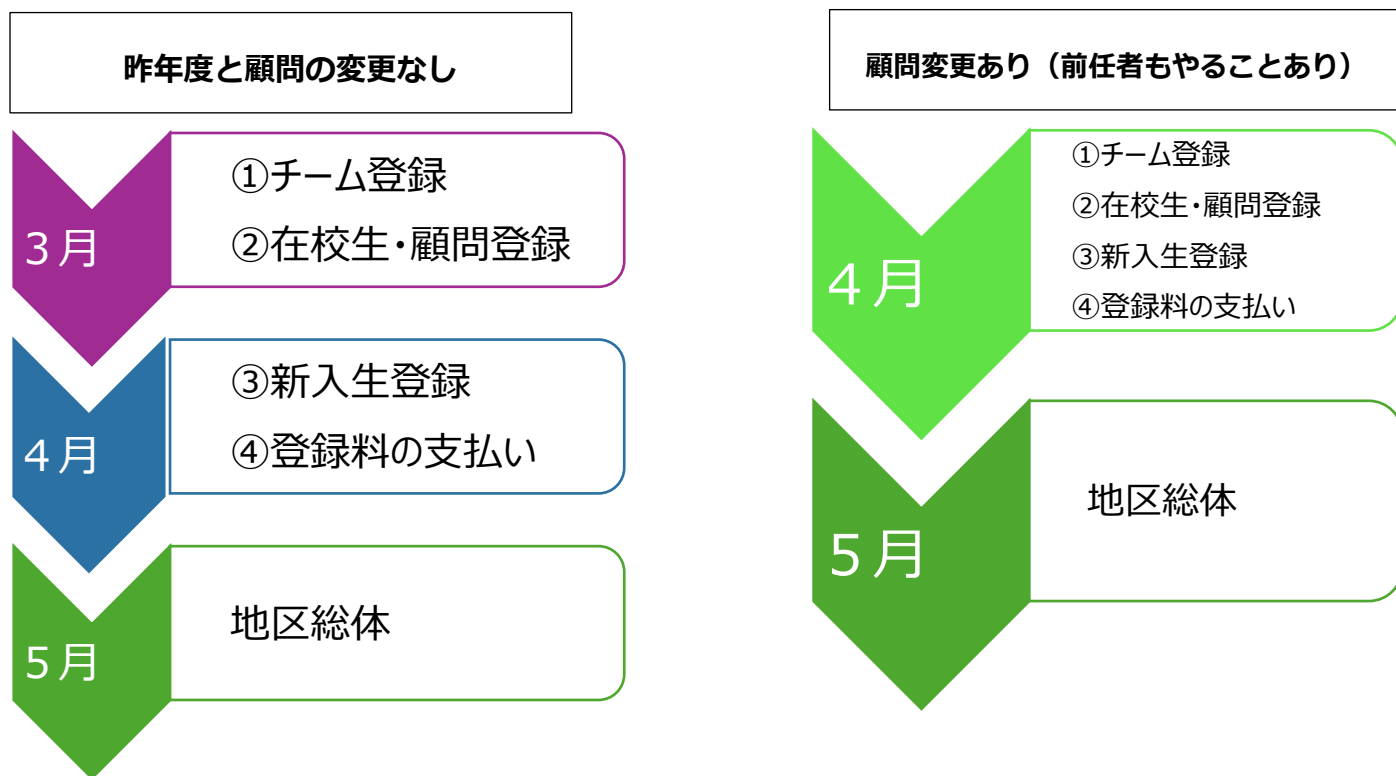 昨年度と顧問の変更なし
3月
①チーム登録
②在校生・顧問登録
4月
③新入生登録
④登録料の支払い
5月
地区総体
顧問変更あり（前任者もやることあり）
4月
①チーム登録
②在校生・顧問登録
③新入生登録
④登録料の支払い
5月
地区総体